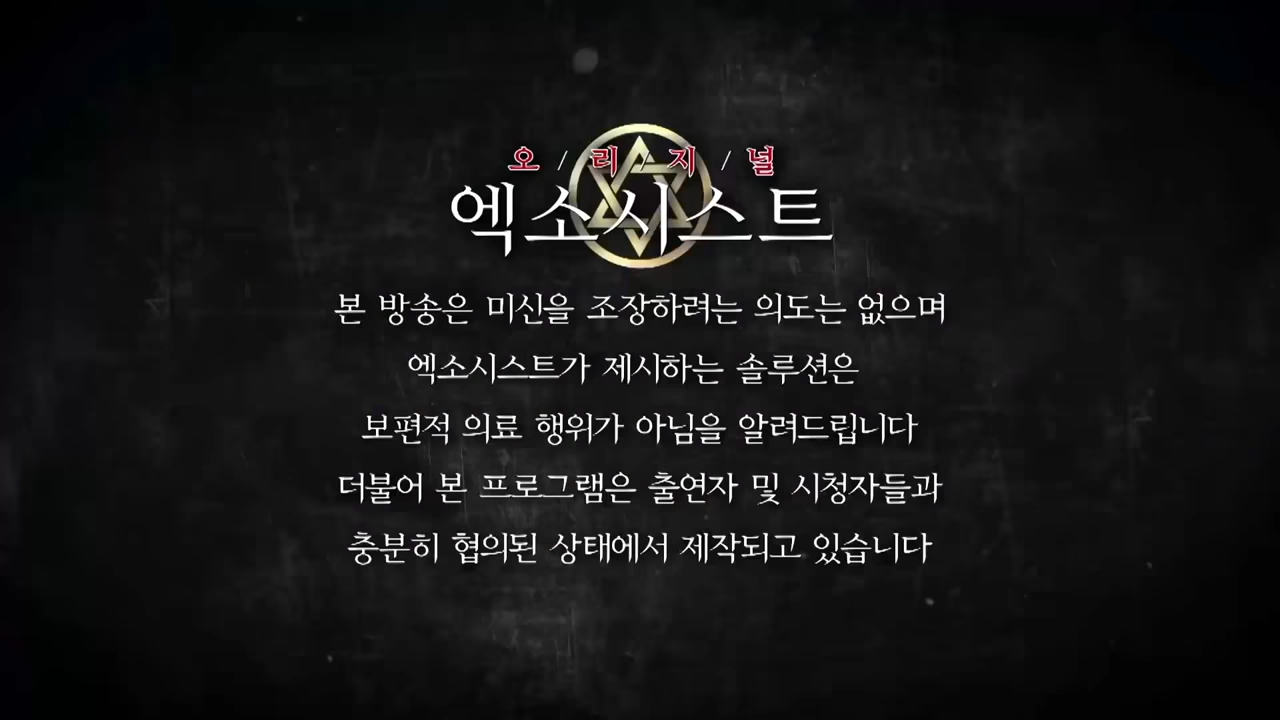 오/리/지/널
엑소시스트
본 방송은 미신을 조장하려는 의도는 없으며
엑소시스트가 제시하는 솔루션은
보편적 의료 행위가 아님을 알려드립니다
더불어 본 프로그램은 출연자 및 시청자들과
충분히 협의된 상태에서 제작되고 있습니다